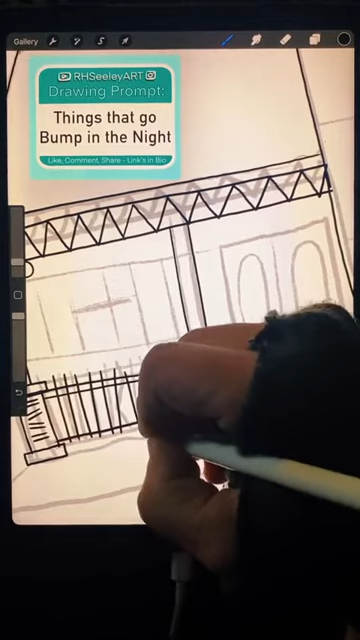 Gallery
RHSeeleyART
Drawing Prompt:
Things that go
Bump in the Night
Like, Comment, Share - Link's in Bio